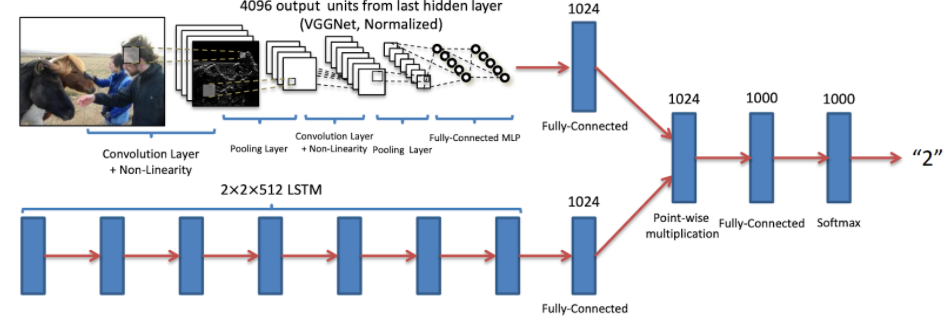 4096 output units from last hidden layer
(VGGNet, Normalized)
1024
Convolution Layer
+ Non-Linearity
Pooling Layer
Convolution Layer
+ Non-Linearity
Pooling Layer
Fully-Connected MLP
Fully-Connected
2×2×512 LSTM
1024
Fully-Connected
1024
Point-wise
multiplication
1000
Fully-Connected
1000
Softmax
“2”